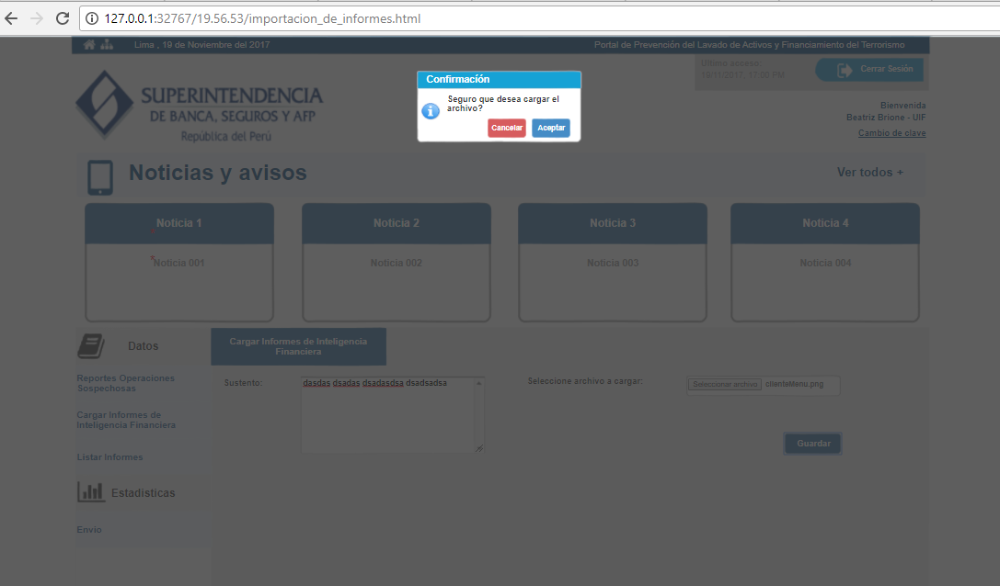 127.0.0.1:32767/19.56.53/importacion_de_informes.html
Lima , 19 de Noviembre del 2017
Portal de Prevención del Lavado de Activos y Financiamiento del Terrorismo
Ultimo acceso:
19/11/2017, 17:00 PM
Cerrar Sesión
SUPERINTENDENCIA
DE BANCA, SEGUROS Y AFP
República del Perú
Confirmación
Seguro que desea cargar el
archivo?
Cancelar
Aceptar
Bienvenida
Beatriz Brione - UIF
Cambio de clave
Noticias y avisos
Ver todos +
Noticia 1
Noticia 2
Noticia 3
Noticia 4
Noticia 001
Noticia 002
Noticia 003
Noticia 004
Datos
Cargar Informes de Inteligencia
Financiera
Reportes Operaciones
Sospechosas
Cargar Informes de
Inteligencia Financiera
Listar Informes
Estadísticas
Envío
Sustento:
dasdas dsadas dsadasdsa dsadsadsa
Seleccione archivo a cargar:
Seleccionar archivo
clienteMenu.png
Guardar